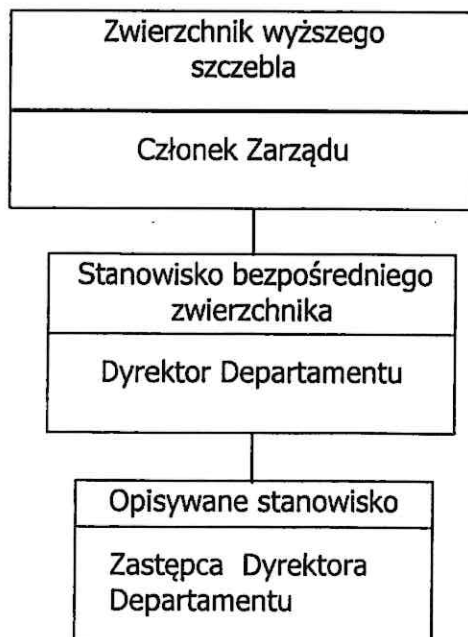 Zwierzchnik wyższego
szczebla
Członek Zarządu
Stanowisko bezpośredniego
zwierzchnika
Dyrektor Departamentu
Opisywane stanowisko
Zastępca Dyrektora
Departamentu